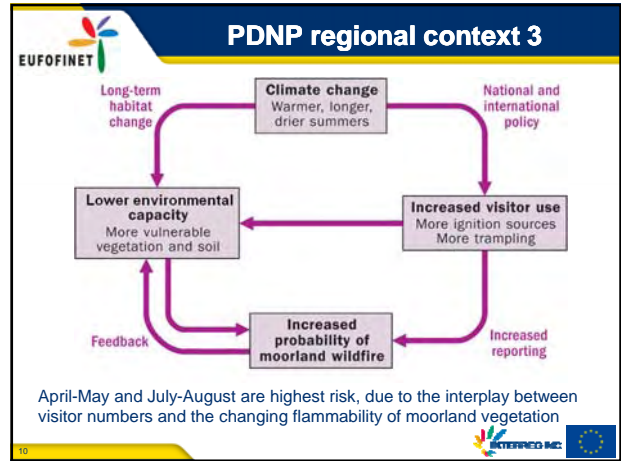 PDNP regional context 3
EUFOFINET
Long-term
habitat
change
Climate change
Warmer, longer,
drier summers
National and
international
policy
Lower environmental
capacity
More vulnerable
vegetation and soil
Increased visitor use
More ignition sources
More trampling
Feedback
Increased
probability of
moorland wildfire
Increased
reporting
April-May and July-August are highest risk, due to the interplay between
visitor numbers and the changing flammability of moorland vegetation
10
INTERREG IVC